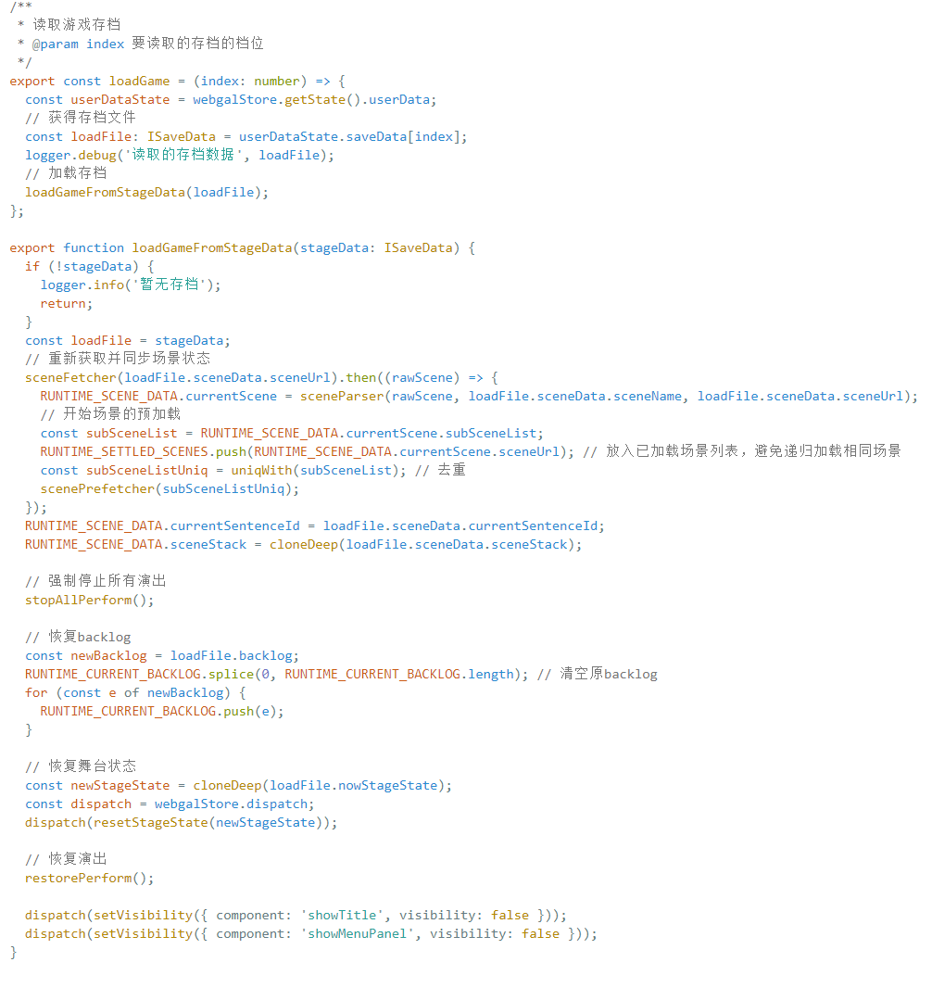 /**
 * 读取游戏存档
 * @param index 要读取的存档的档位
 */
export const loadGame = (index: number) => {
  const userDataState = webgalStore.getState().userData;
  // 获得存档文件
  const loadFile: ISaveData = userDataState.saveData[index];
  logger.debug('读取的存档数据', loadFile);
  // 加载存档
  loadGameFromStageData(loadFile);
};

export function loadGameFromStageData(stageData: ISaveData) {
  if (!stageData) {
    logger.info('暂无存档');
    return;
  }
  const loadFile = stageData;
  // 重新获取并同步场景状态
  sceneFetcher(loadFile.sceneData.sceneUrl).then((rawScene) => {
    RUNTIME_SCENE_DATA.currentScene = sceneParser(rawScene, loadFile.sceneData.sceneName, loadFile.sceneData.sceneUrl);
    // 开始场景的预加载
    const subSceneList = RUNTIME_SCENE_DATA.currentScene.subSceneList;
    RUNTIME_SETTLED_SCENES.push(RUNTIME_SCENE_DATA.currentScene.sceneUrl); // 放入已加载场景列表，避免递归加载相同场景
    const subSceneListUniq = uniqWith(subSceneList); // 去重
    scenePrefetcher(subSceneListUniq);
  });
  RUNTIME_SCENE_DATA.currentSentenceId = loadFile.sceneData.currentSentenceId;
  RUNTIME_SCENE_DATA.sceneStack = cloneDeep(loadFile.sceneData.sceneStack);

  // 强制停止所有演出
  stopAllPerform();

  // 恢复backlog
  const newBacklog = loadFile.backlog;
  RUNTIME_CURRENT_BACKLOG.splice(0, RUNTIME_CURRENT_BACKLOG.length); // 清空原backlog
  for (const e of newBacklog) {
    RUNTIME_CURRENT_BACKLOG.push(e);
  }

  // 恢复舞台状态
  const newStageState = cloneDeep(loadFile.nowStageState);
  const dispatch = webgalStore.dispatch;
  dispatch(resetStageState(newStageState));

  // 恢复演出
  restorePerform();

  dispatch(setVisibility({ component: 'showTitle', visibility: false }));
  dispatch(setVisibility({ component: 'showMenuPanel', visibility: false }));
}